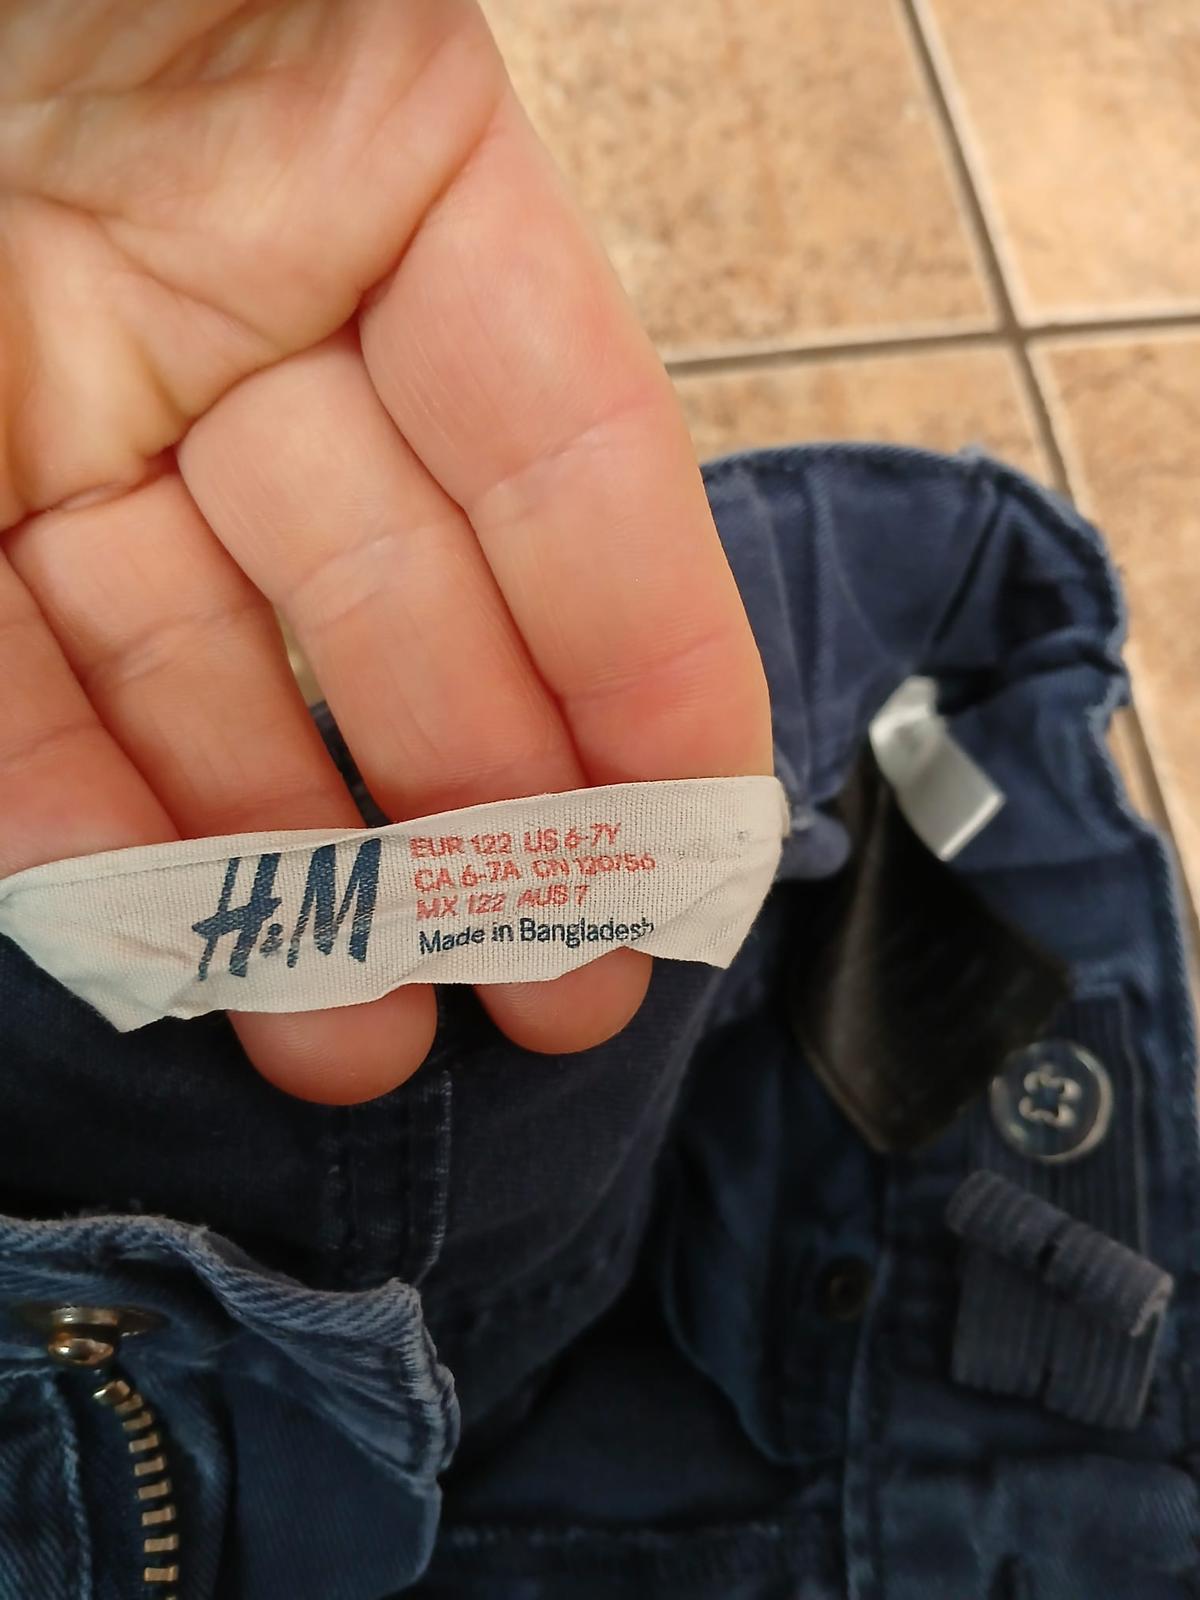 H&M
EUR 122 US 6-7Y
CA 6-7A CN 120/56
MX 122 AUS 7
Made in Bangladesh